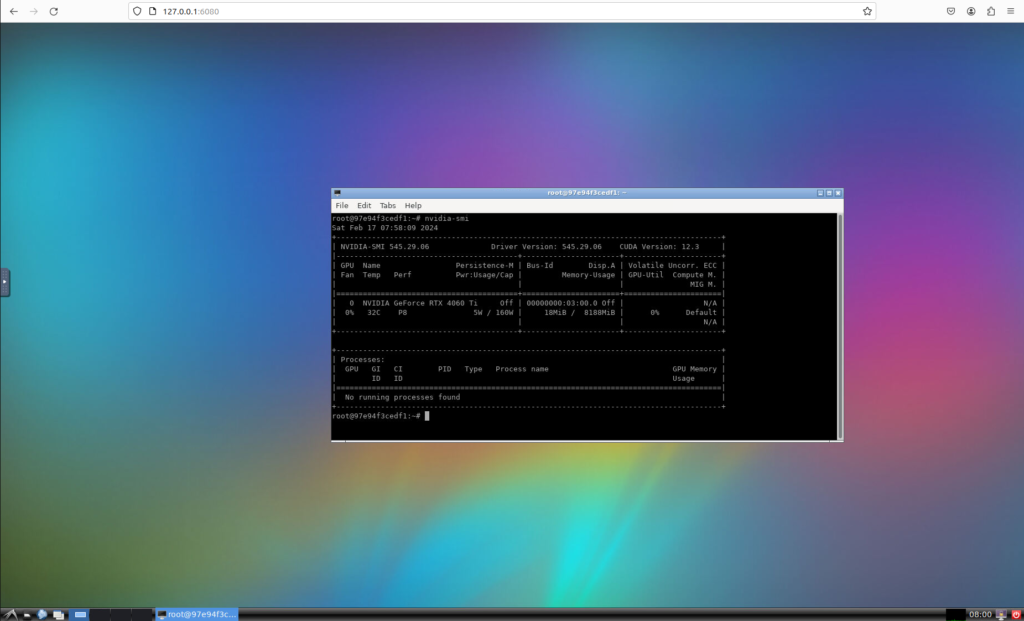 127.0.0.1:6080
root@97e94f3cedf1: ~
File Edit Tabs Help
root@97e94f3cedf1:~# nvidia-smi
Sat Feb 17 07:58:09 2024
+---------------------------------------------------------------------------------------+
| NVIDIA-SMI 545.29.06              Driver Version: 545.29.06    CUDA Version: 12.3     |
|-----------------------------------------+----------------------+----------------------+
| GPU  Name                 Persistence-M | Bus-Id        Disp.A | Volatile Uncorr. ECC |
| Fan  Temp   Perf          Pwr:Usage/Cap |         Memory-Usage | GPU-Util  Compute M. |
|                                         |                      |               MIG M. |
|=========================================+======================+======================|
|   0  NVIDIA GeForce RTX 4060 Ti     Off | 00000000:03:00.0 Off |                  N/A |
|  0%   32C    P8               5W / 160W |     18MiB /  8188MiB |      0%      Default |
|                                         |                      |                  N/A |
+-----------------------------------------+----------------------+----------------------+
+---------------------------------------------------------------------------------------+
| Processes:                                                                            |
|  GPU   GI   CI        PID   Type   Process name                            GPU Memory |
|        ID   ID                                                             Usage      |
|=======================================================================================|
|  No running processes found                                                           |
+---------------------------------------------------------------------------------------+
root@97e94f3cedf1:~#
root@97e94f3c...
08:00